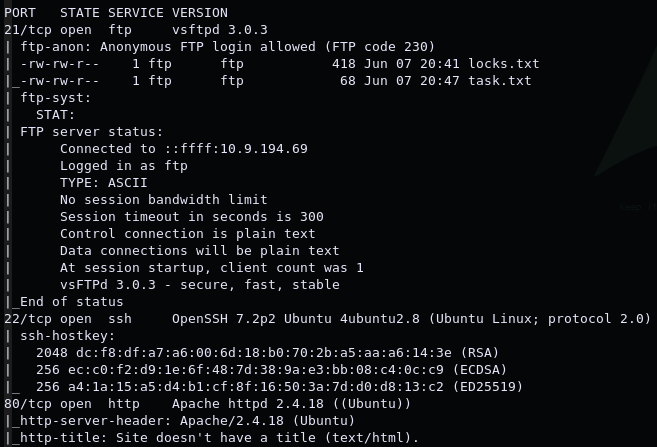 PORT   STATE SERVICE VERSION
21/tcp open  ftp     vsftpd 3.0.3
| ftp-anon: Anonymous FTP login allowed (FTP code 230)
| -rw-rw-r--    1 ftp      ftp           418 Jun 07 20:41 locks.txt
|_-rw-rw-r--    1 ftp      ftp            68 Jun 07 20:47 task.txt
| ftp-syst:
|   STAT:
| FTP server status:
|      Connected to ::ffff:10.9.194.69
|      Logged in as ftp
|      TYPE: ASCII
|      No session bandwidth limit
|      Session timeout in seconds is 300
|      Control connection is plain text
|      Data connections will be plain text
|      At session startup, client count was 1
|      vsFTPd 3.0.3 - secure, fast, stable
|_End of status
22/tcp open  ssh     OpenSSH 7.2p2 Ubuntu 4ubuntu2.8 (Ubuntu Linux; protocol 2.0)
| ssh-hostkey:
|   2048 dc:f8:df:a7:a6:00:6d:18:b0:70:2b:a5:aa:a6:14:3e (RSA)
|   256 ec:c0:f2:d9:1e:6f:48:7d:38:9a:e3:bb:08:c4:0c:c9 (ECDSA)
|_  256 a4:1a:15:a5:d4:b1:cf:8f:16:50:3a:7d:d0:d8:13:c2 (ED25519)
80/tcp open  http    Apache httpd 2.4.18 ((Ubuntu))
|_http-server-header: Apache/2.4.18 (Ubuntu)
|_http-title: Site doesn't have a title (text/html).